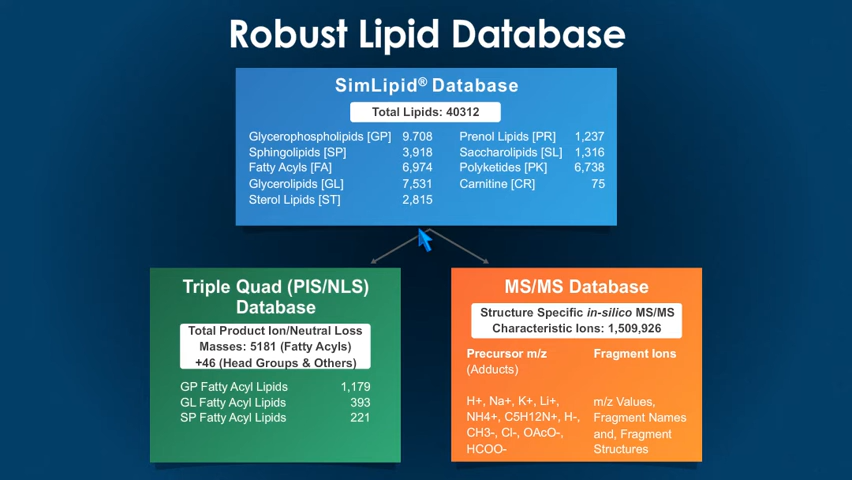 Robust Lipid Database
SimLipid® Database
Total Lipids: 40312
Glycerophospholipids [GP] 9.708
Sphingolipids [SP] 3,918
Fatty Acyls [FA] 6,974
Glycerolipids [GL] 7,531
Sterol Lipids [ST] 2,815
Prenol Lipids [PR] 1,237
Saccharolipids [SL] 1,316
Polyketides [PK] 6,738
Carnitine [CR] 75
Triple Quad (PIS/NLS)
Database
Total Product Ion/Neutral Loss
Masses: 5181 (Fatty Acyls)
+46 (Head Groups & Others)
GP Fatty Acyl Lipids 1,179
GL Fatty Acyl Lipids 393
SP Fatty Acyl Lipids 221
MS/MS Database
Structure Specific in-silico MS/MS
Characteristic Ions: 1,509,926
Precursor m/z
(Adducts)
H+, Na+, K+, Li+,
NH4+, C5H12N+, H-,
CH3-, Cl-, OAcO-,
HCOO-
Fragment Ions
m/z Values,
Fragment Names
and, Fragment
Structures